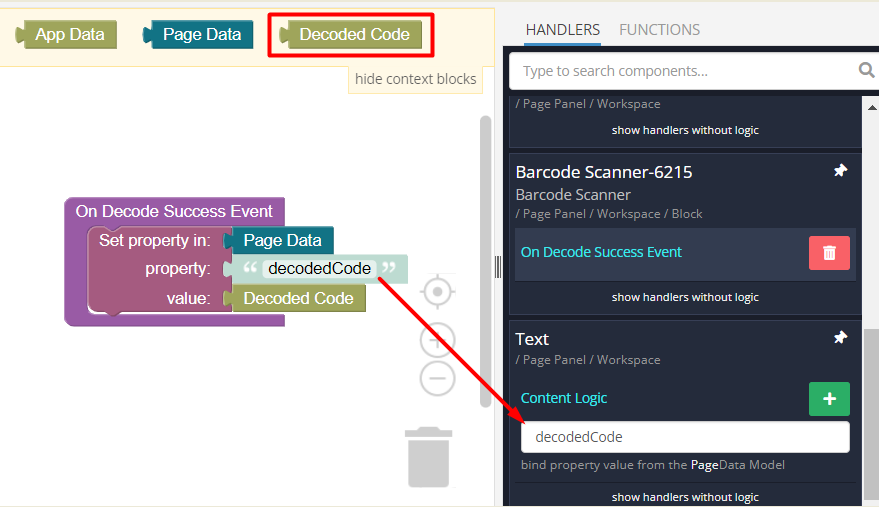 App Data
Page Data
Decoded Code
hide context blocks
On Decode Success Event
Set property in: Page Data
property: “ decodedCode ”
value: Decoded Code
HANDLERS FUNCTIONS
Type to search components...
/ Page Panel / Workspace
show handlers without logic
Barcode Scanner-6215
Barcode Scanner
/ Page Panel / Workspace / Block
On Decode Success Event
show handlers without logic
Text
/ Page Panel / Workspace
Content Logic
decodedCode
bind property value from the PageData Model
show handlers without logic